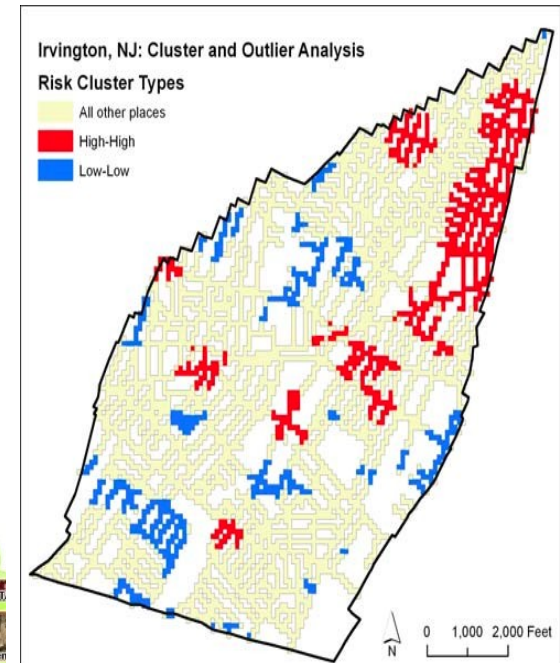 Irvington, NJ: Cluster and Outlier Analysis
Risk Cluster Types
All other places
High-High
Low-Low
N
0 1,000 2,000 Feet